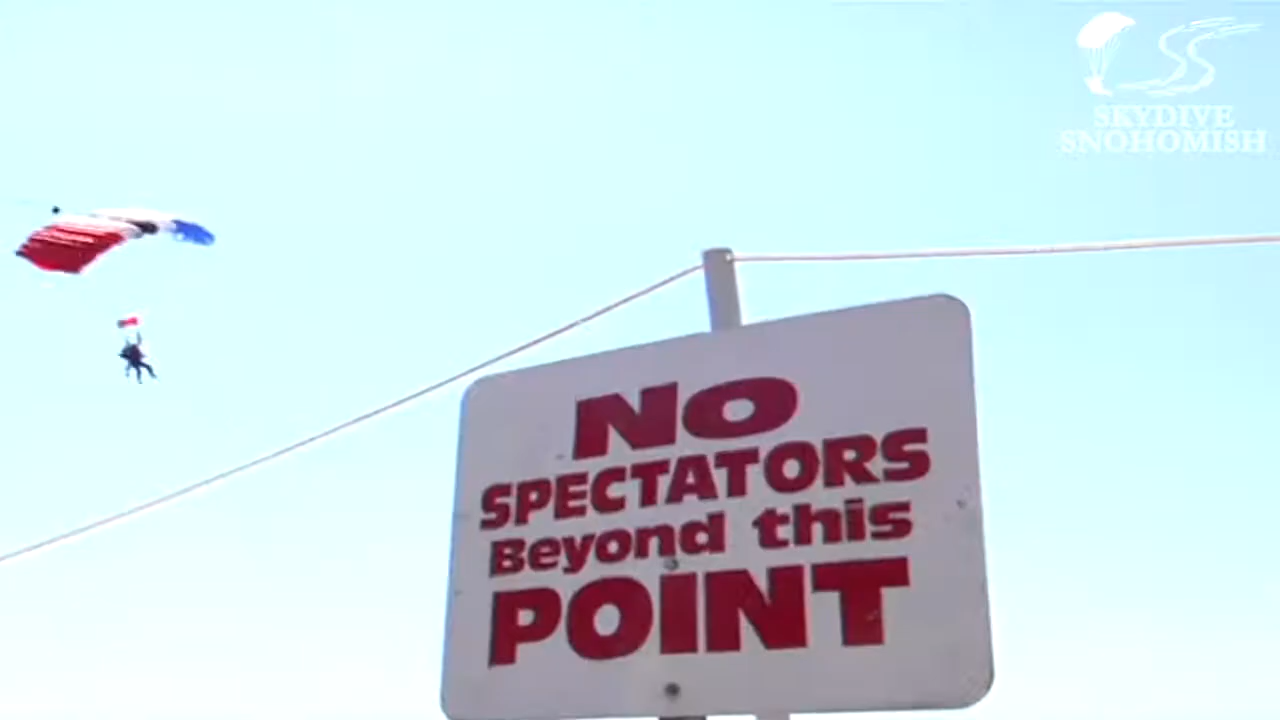 SKYDIVE
SNOHOMISH
NO
SPECTATORS
Beyond this
POINT